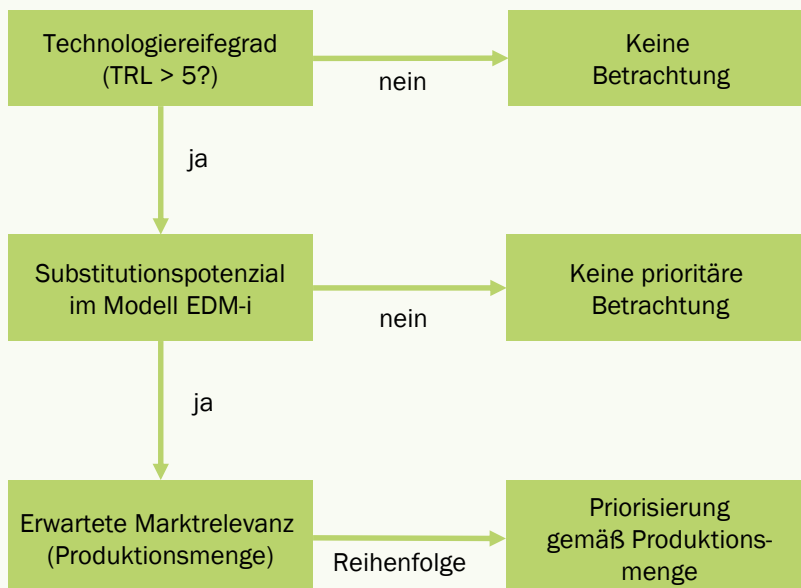 Technologiereifegrad
(TRL > 5?)
nein
Keine
Betrachtung
ja
Substitutionspotenzial
im Modell EDM-i
nein
Keine prioritäre
Betrachtung
ja
Erwartete Marktrelevanz
(Produktionsmenge)
Reihenfolge
Priorisierung
gemäß Produktions-
menge